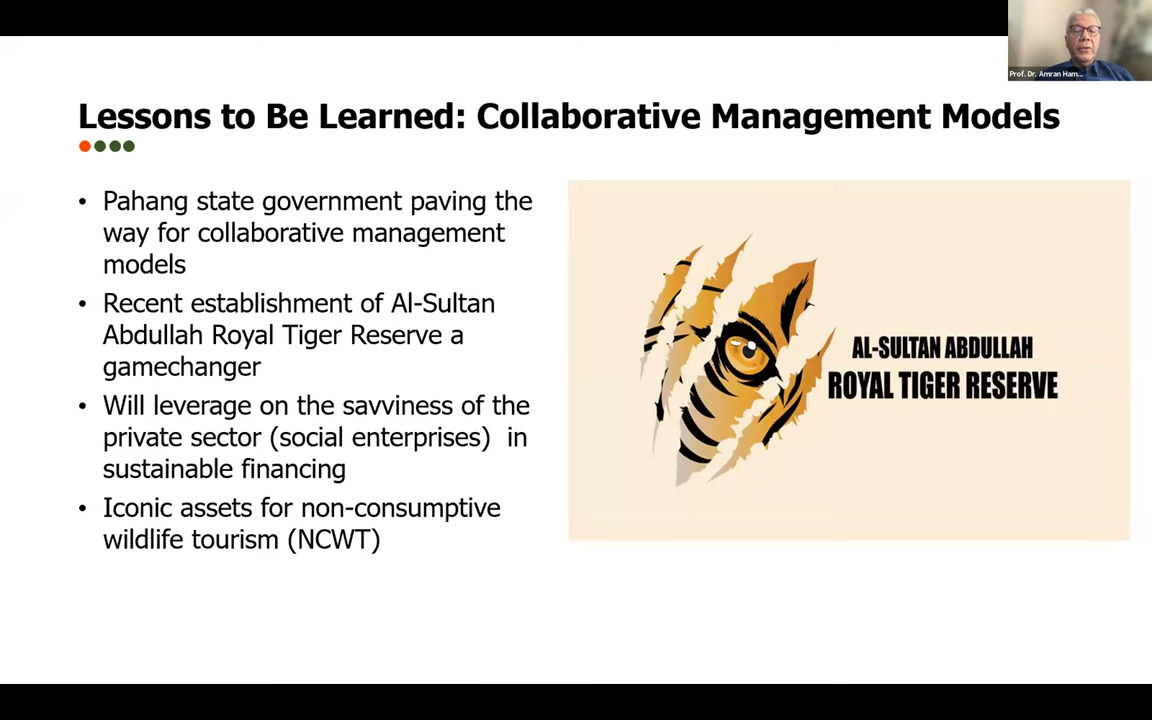 Prof. Dr. Amran Ham...
Lessons to Be Learned: Collaborative Management Models
• Pahang state government paving the
way for collaborative management
models
• Recent establishment of Al-Sultan
Abdullah Royal Tiger Reserve a
gamechanger
• Will leverage on the savviness of the
private sector (social enterprises)  in
sustainable financing
• Iconic assets for non-consumptive
wildlife tourism (NCWT)
AL-SULTAN ABDULLAH
ROYAL TIGER RESERVE